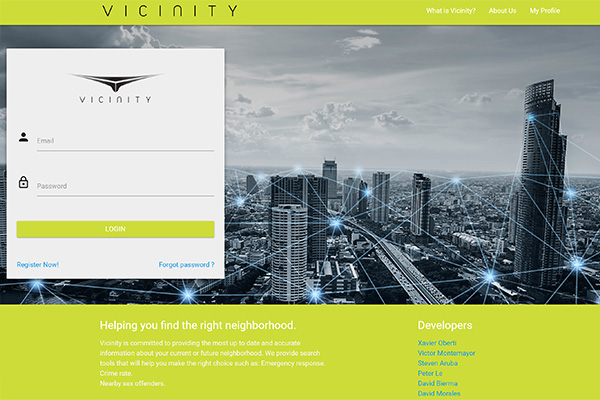 VICINITY
What is Vicinity?
About Us
My Profile
VICINITY
Email
Password
LOGIN
Register Now!
Forgot password ?
Helping you find the right neighborhood.
Vicinity is committed to providing the most up to date and accurate
information about your current or future neighborhood. We provide search
tools that will help you make the right choice such as: Emergency response.
Crime rate.
Nearby sex offenders.
Developers
Xavier Uberti
Victor Montemayor
Steven Aruba
Peter Le
David Bierma
David Morales